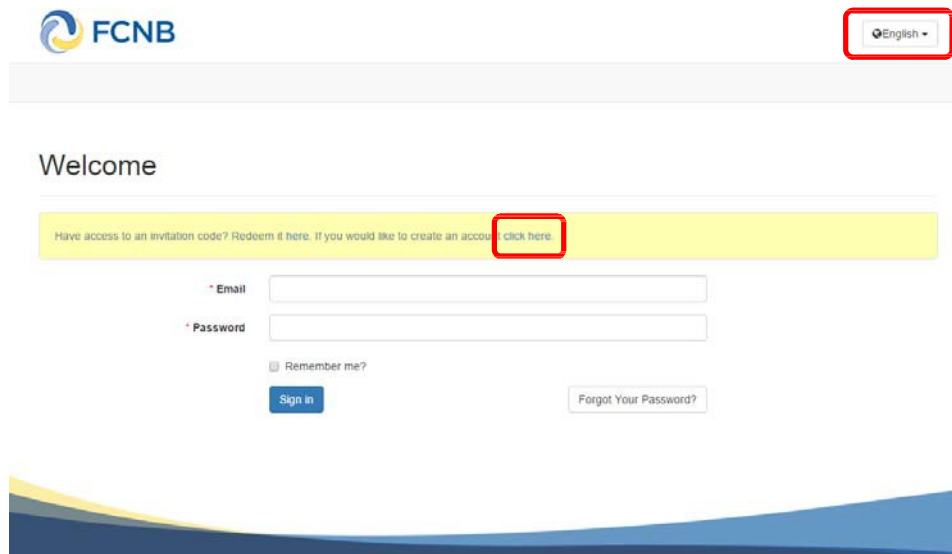 FCNB
English
Welcome
Have access to an invitation code? Redeem it here. If you would like to create an account click here.
* Email
* Password
Remember me?
Sign in
Forgot Your Password?